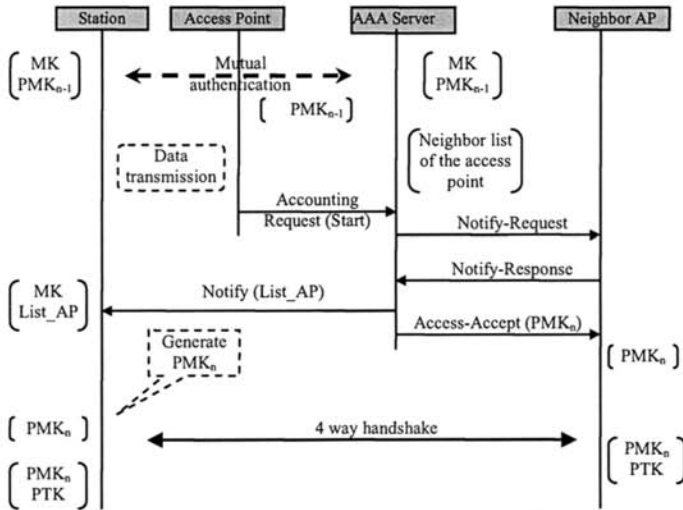 Station
Access Point
AAA Server
Neighbor AP
MK
PMKn-1
Mutual
authentication
MK
PMKn-1
PMKn-1
Data
transmission
Neighbor list
of the access
point
Accounting
Request (Start)
Notify-Request
Notify-Response
MK
List_AP
Notify (List_AP)
Access-Accept (PMKn)
Generate
PMKn
PMKn
PMKn
4 way handshake
PMKn
PTK
PMKn
PTK